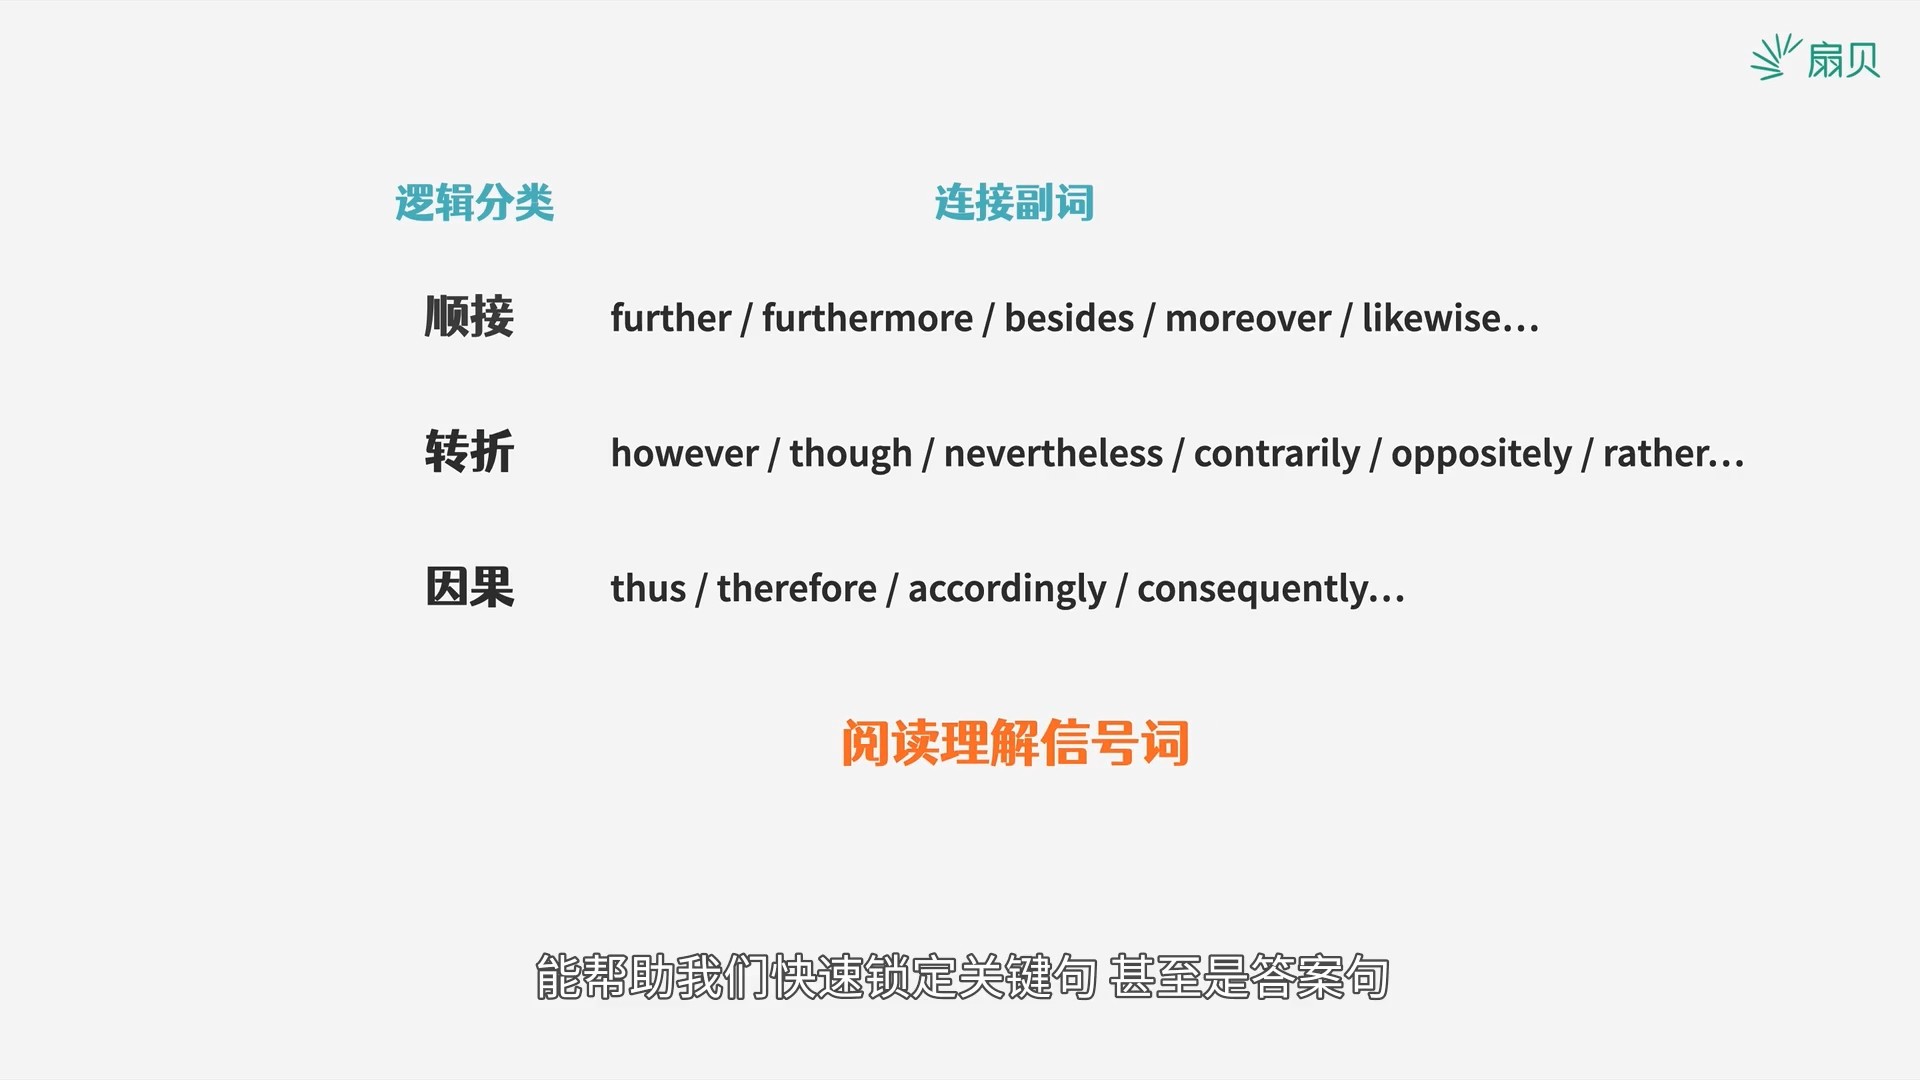 扇贝
逻辑分类 连接副词
顺接 further / furthermore / besides / moreover / likewise…
转折 however / though / nevertheless / contrarily / oppositely / rather…
因果 thus / therefore / accordingly / consequently…
阅读理解信号词
能帮助我们快速锁定关键句 甚至是答案句